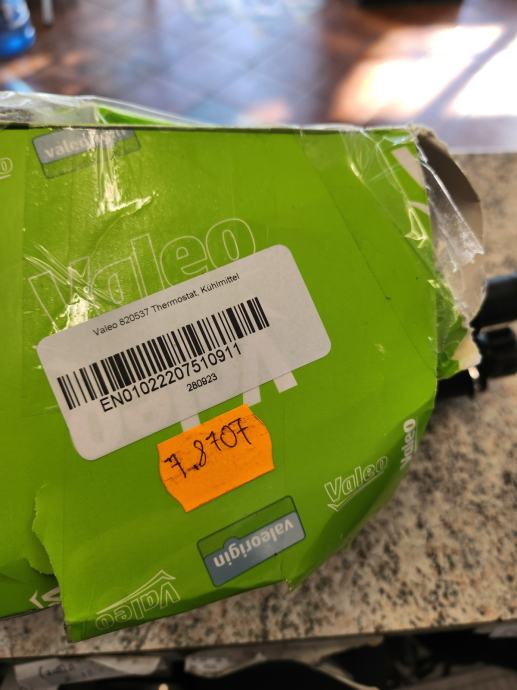 valeorigin
Valeo
Valeo 820537 Thermostat, Kühlmittel
EN01022207510911
280923
7.8707
Valeo
Valeo
valeorigin
Valeo